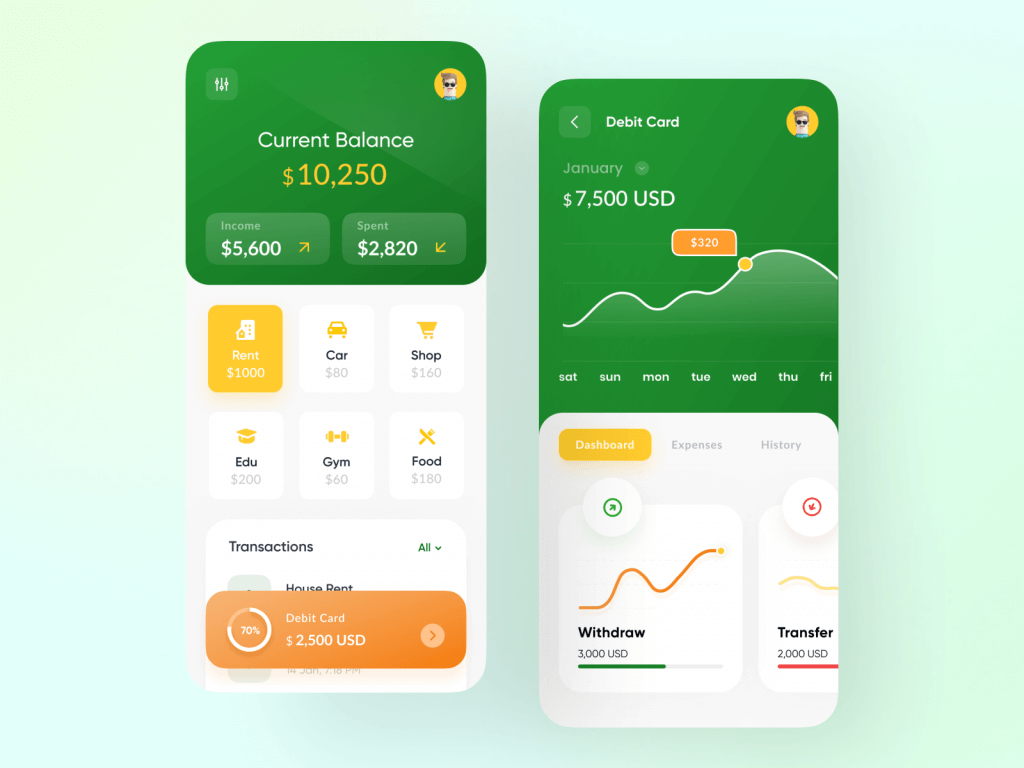 Current Balance
$10,250
Income
$5,600
Spent
$2,820
Rent
$1000
Car
$80
Shop
$160
Edu
$200
Gym
$60
Food
$180
Transactions
All
House Rent
70%
Debit Card
$ 2,500 USD
14 Jan, 7:18 PM
Debit Card
January
$ 7,500 USD
$320
sat sun mon tue wed thu fri
Dashboard Expenses History
Withdraw
3,000 USD
Transfer
2,000 USD